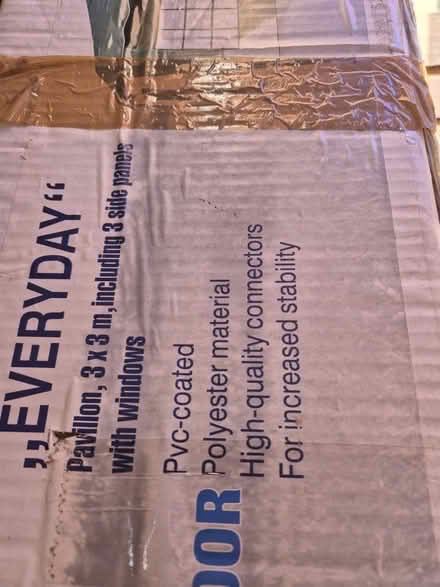 „EVERYDAY“
Pavillon, 3 x 3 m, including 3 side panels
with windows
Pvc-coated
Polyester material
High-quality connectors
For increased stability
OOR